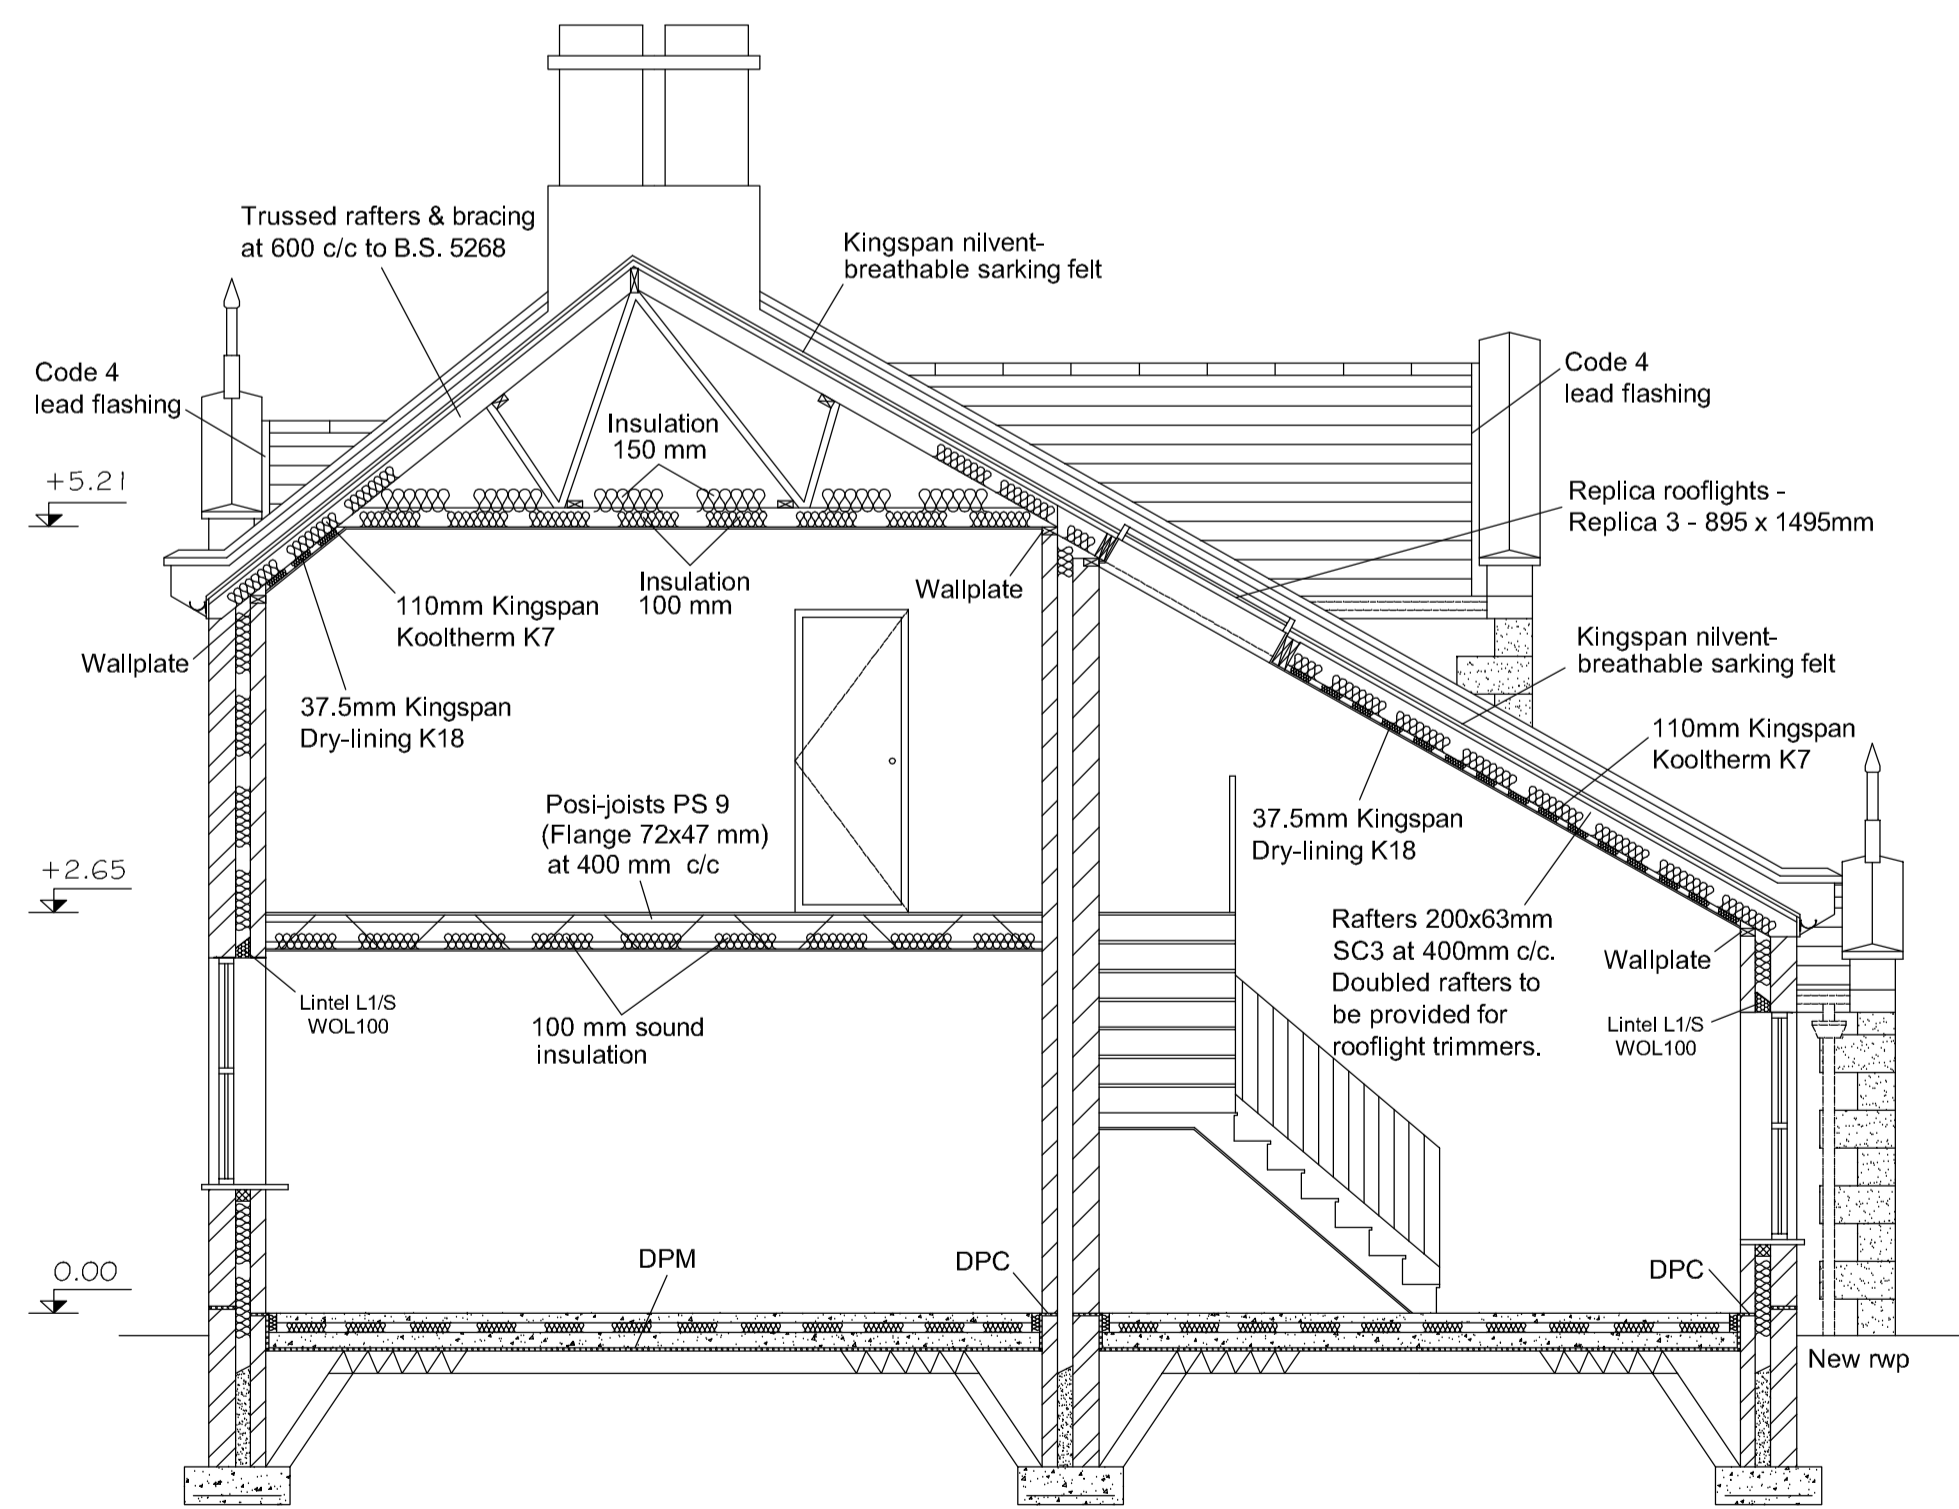 Trussed rafters & bracing
at 600 c/c to B.S. 5268
Kingspan nilvent-
breathable sarking felt
Code 4
lead flashing
Code 4
lead flashing
Insulation
150 mm
+5.21
Replica rooflights -
Replica 3 - 895 x 1495mm
Insulation
100 mm
Wallplate
110mm Kingspan
Kooltherm K7
Wallplate
Kingspan nilvent-
breathable sarking felt
37.5mm Kingspan
Dry-lining K18
110mm Kingspan
Kooltherm K7
Posi-joists PS 9
(Flange 72x47 mm)
at 400 mm c/c
37.5mm Kingspan
Dry-lining K18
+2.65
Rafters 200x63mm
SC3 at 400mm c/c.
Doubled rafters to
be provided for
rooflight trimmers.
Wallplate
Lintel L1/S
WOL100
100 mm sound
insulation
Lintel L1/S
WOL100
DPM
DPC
DPC
0.00
New rwp